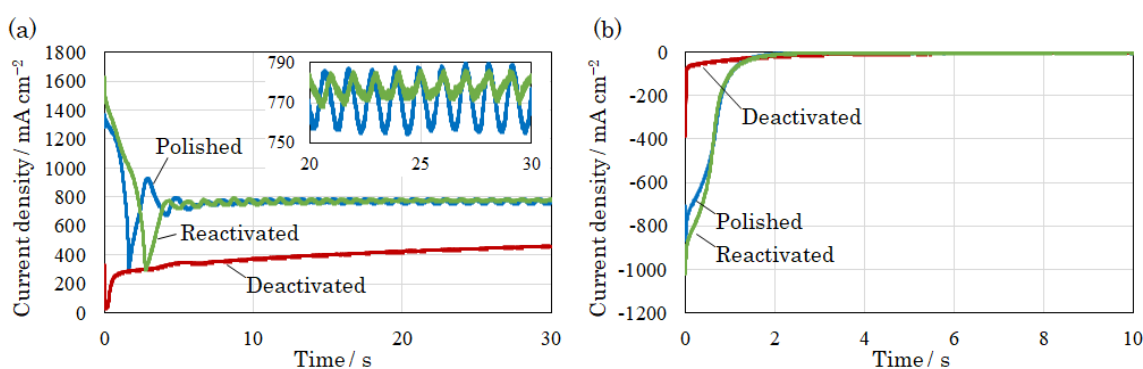 (a)
Current density / mA cm⁻²
1800
1600
1400
1200
1000
800
600
400
200
0
0 10 20 30
Time / s
Polished
Reactivated
Deactivated
790
770
750
20 25 30
(b)
Current density / mA cm⁻²
0
-200
-400
-600
-800
-1000
-1200
0 2 4 6 8 10
Time / s
Deactivated
Polished
Reactivated